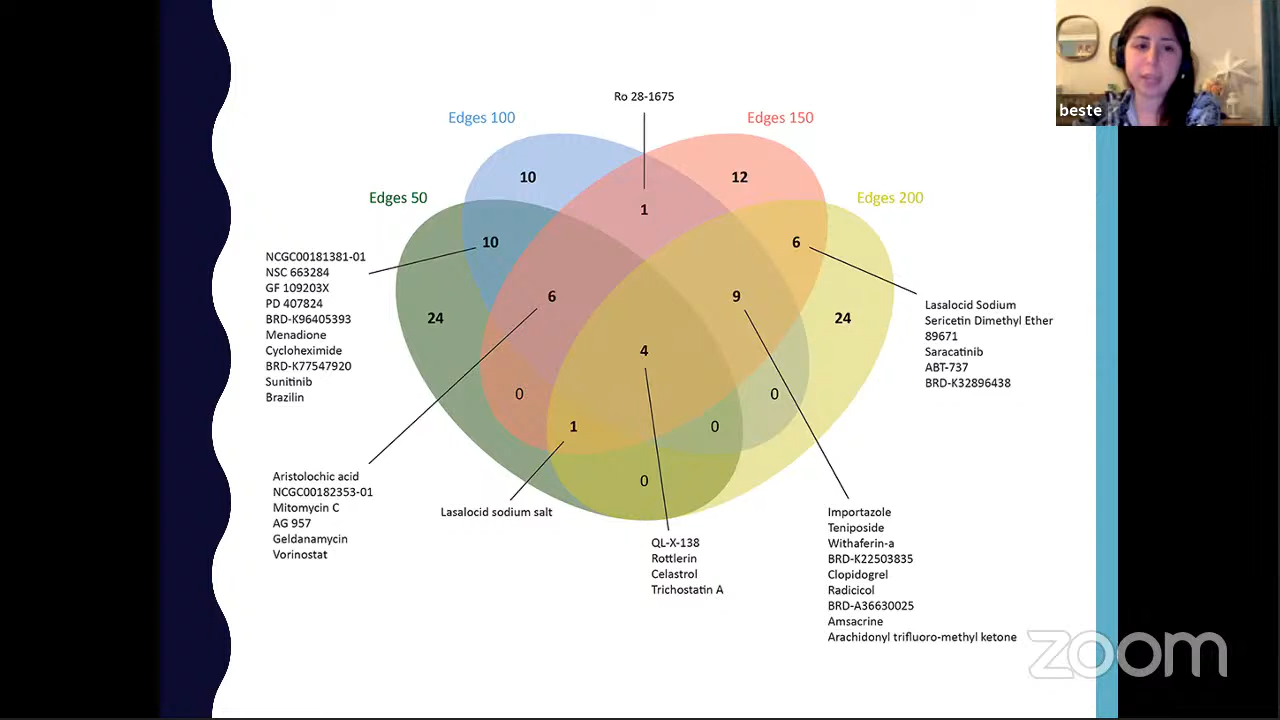 beste
Ro 28-1675
Edges 100
Edges 150
Edges 50
Edges 200
10
12
1
10
6
6
9
24
24
4
0
0
1
0
0
NCGC00181381-01
NSC 663284
GF 109203X
PD 407824
BRD-K96405393
Menadione
Cycloheximide
BRD-K77547920
Sunitinib
Brazilin
Lasalocid Sodium
Sericetin Dimethyl Ether
89671
Saracatinib
ABT-737
BRD-K32896438
Aristolochic acid
NCGC00182353-01
Mitomycin C
AG 957
Geldanamycin
Vorinostat
Lasalocid sodium salt
QL-X-138
Rottlerin
Celastrol
Trichostatin A
Importazole
Teniposide
Withaferin-a
BRD-K22503835
Clopidogrel
Radicicol
BRD-A36630025
Amsacrine
Arachidonyl trifluoro-methyl ketone
zoom